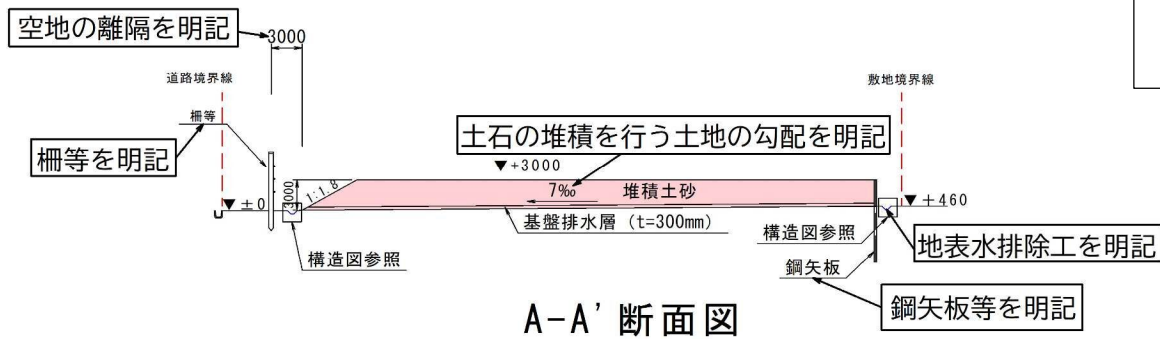 空地の離隔を明記
3000
道路境界線
敷地境界線
柵等
柵等を明記
土石の堆積を行う土地の勾配を明記
▼+3000
3000
1:1.8
7‰
堆積土砂
▼±0
▼+460
基盤排水層 (t=300mm)
構造図参照
構造図参照
地表水排除工を明記
鋼矢板
鋼矢板等を明記
A-A'断面図